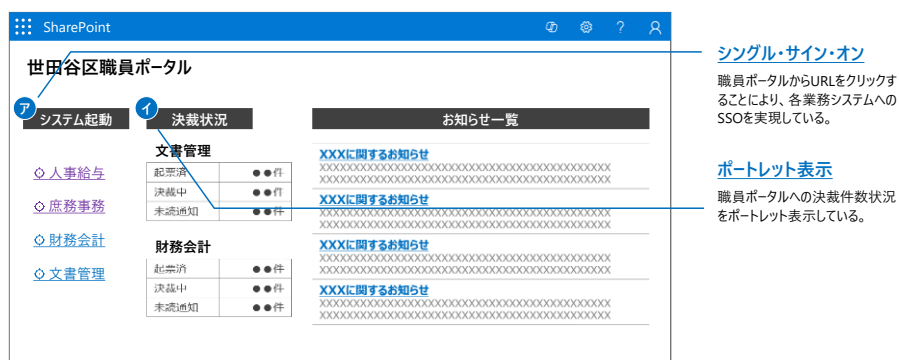 SharePoint
?
世田谷区職員ポータル
ア
イ
システム起動
決裁状況
お知らせ一覧
人事給与
庶務事務
財務会計
文書管理
文書管理
起票済 ●●件
決裁中 ●●件
未読通知 ●●件
財務会計
起票済 ●●件
決裁中 ●●件
未読通知 ●●件
XXXに関するお知らせ
XXXXXXXXXXXXXXXXXXXXXXXXXXXXXXXXXXXXXXXX
XXXXXXXXXXXXXXXXXXXXXXXXXXXXXXXXXXXXXXXX
XXXに関するお知らせ
XXXXXXXXXXXXXXXXXXXXXXXXXXXXXXXXXXXXXXXX
XXXXXXXXXXXXXXXXXXXXXXXXXXXXXXXXXXXXXXXX
XXXに関するお知らせ
XXXXXXXXXXXXXXXXXXXXXXXXXXXXXXXXXXXXXXXX
XXXXXXXXXXXXXXXXXXXXXXXXXXXXXXXXXXXXXXXX
XXXに関するお知らせ
XXXXXXXXXXXXXXXXXXXXXXXXXXXXXXXXXXXXXXXX
XXXXXXXXXXXXXXXXXXXXXXXXXXXXXXXXXXXXXXXX
シングル・サイン・オン
職員ポータルからURLをクリックす
ることにより、各業務システムへの
SSOを実現している。
ポートレット表示
職員ポータルへの決裁件数状況
をポートレット表示している。